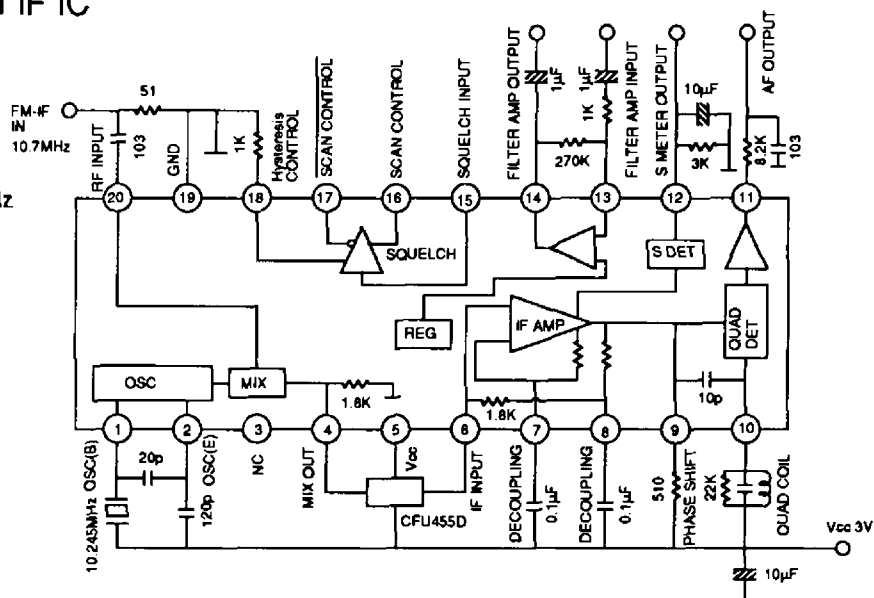 IF IC
FM-IF
IN
10.7MHz
51
103
RF INPUT
GND
1K
Hysteresis
CONTROL
SCAN CONTROL
SCAN CONTROL
SQUELCH INPUT
FILTER AMP OUTPUT
1µF
270K
1µF
1K
FILTER AMP INPUT
S METER OUTPUT
10µF
3K
AF OUTPUT
8.2K
103
20
19
18
17
16
15
14
13
12
11
SQUELCH
S DET
REG
IF AMP
QUAD
DET
OSC
MIX
1.8K
1.8K
10p
1
2
3
4
5
6
7
8
9
10
10.245MHz OSC(B)
20p
120p OSC(E)
NC
MIX OUT
Vcc
CFU455D
IF INPUT
DECOUPLING
0.1µF
DECOUPLING
0.1µF
510
PHASE SHIFT
22K
QUAD COIL
Vcc 3V
10µF